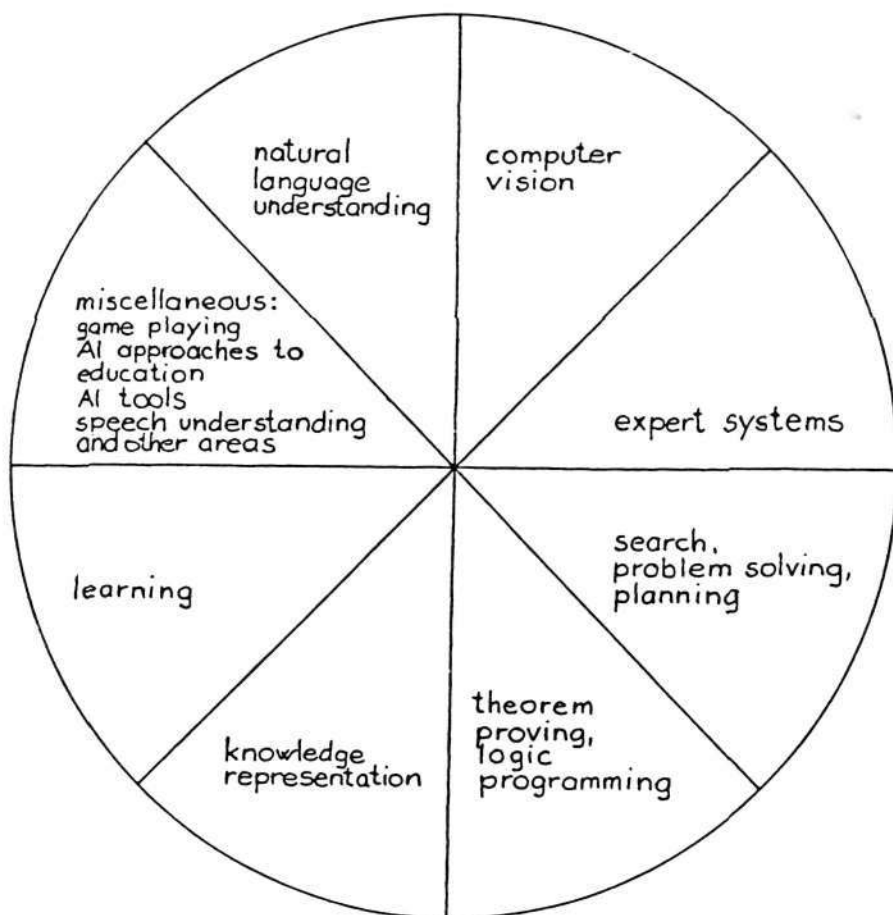 natural
language
understanding
computer
vision
miscellaneous:
game playing
AI approaches to
education
AI tools
speech understanding
and other areas
expert systems
search,
problem solving,
planning
learning
theorem
proving,
logic
programming
knowledge
representation